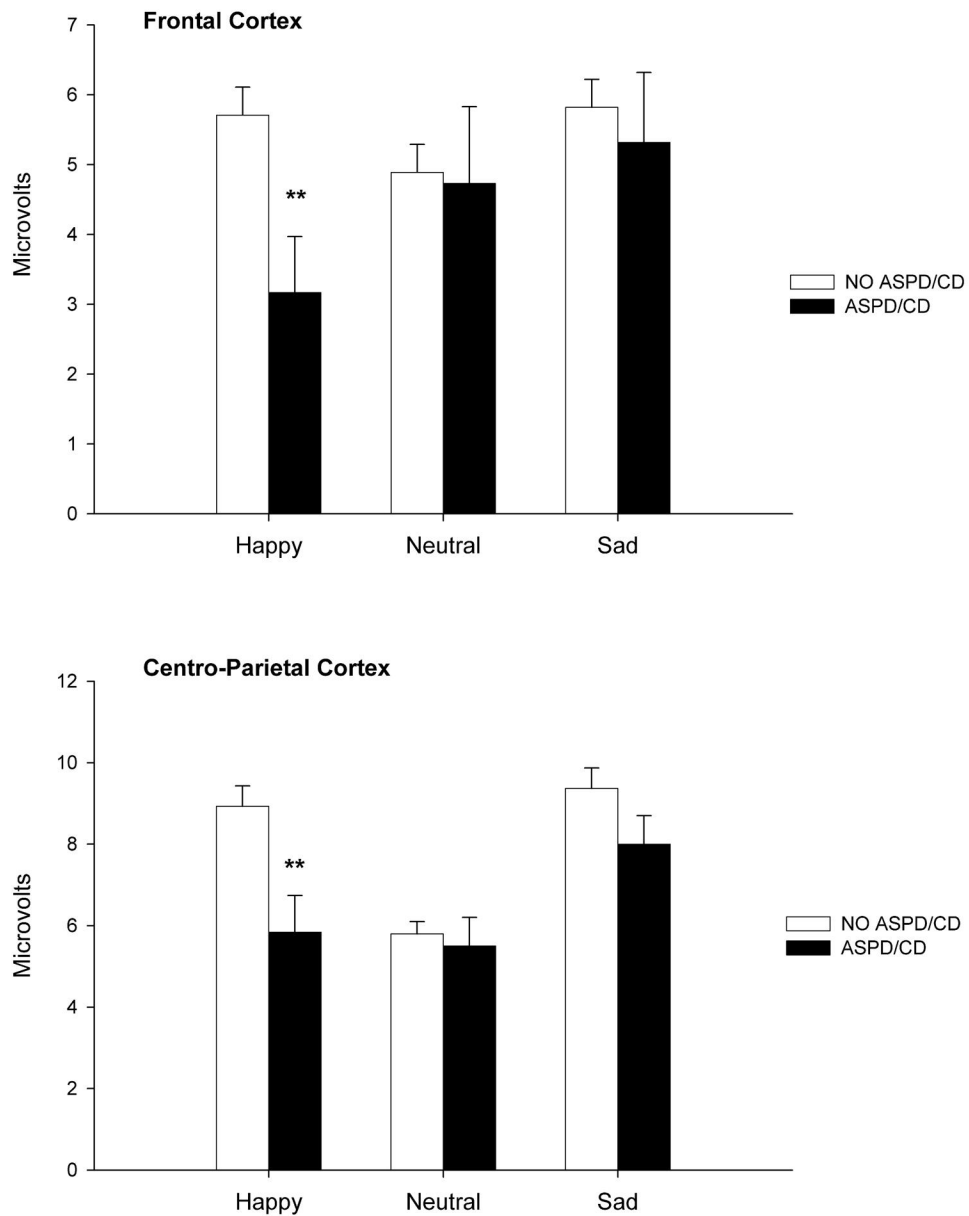 Frontal Cortex
7
6
5
4
3
2
1
0
Microvolts
**
Happy Neutral Sad
NO ASPD/CD
ASPD/CD
Centro-Parietal Cortex
12
10
8
6
4
2
0
Microvolts
**
Happy Neutral Sad
NO ASPD/CD
ASPD/CD